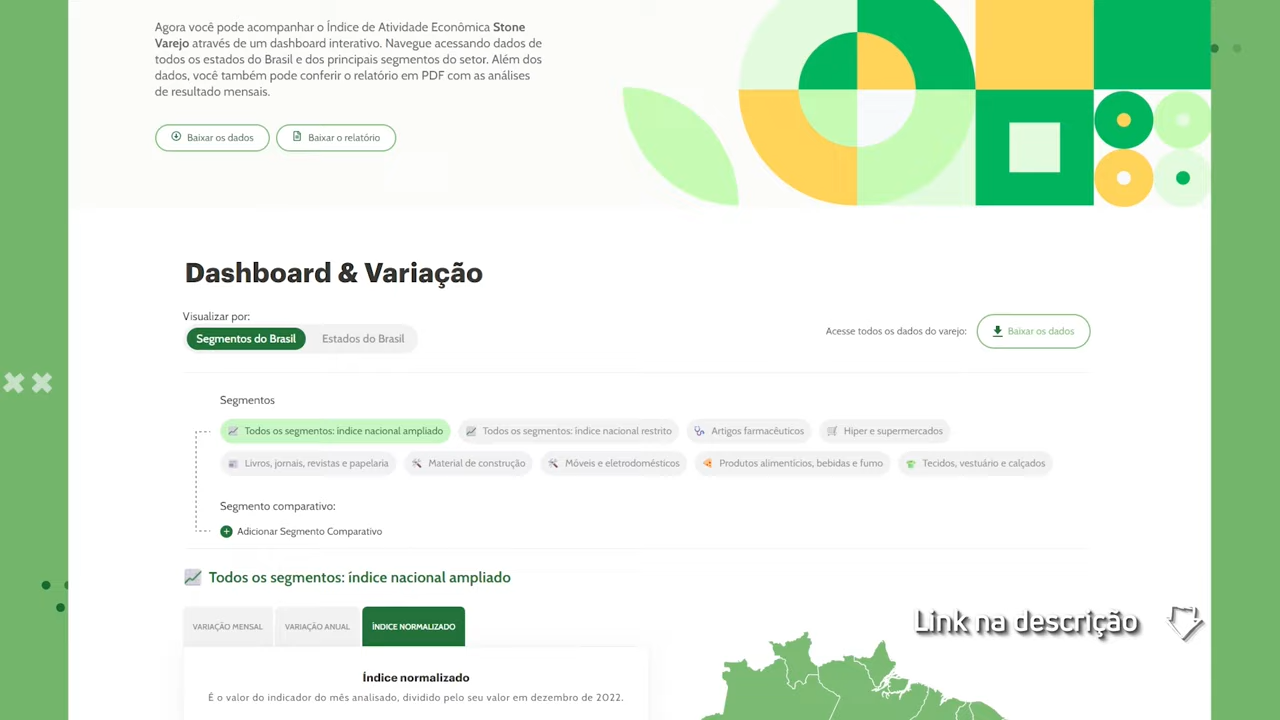 Agora você pode acompanhar o Índice de Atividade Econômica Stone
Varejo através de um dashboard interativo. Navegue acessando dados de
todos os estados do Brasil e dos principais segmentos do setor. Além dos
dados, você também pode conferir o relatório em PDF com as análises
de resultado mensais.
Baixar os dados
Baixar o relatório
Dashboard & Variação
Visualizar por:
Segmentos do Brasil
Estados do Brasil
Acesse todos os dados do varejo:
Baixar os dados
Segmentos
Todos os segmentos: índice nacional ampliado
Todos os segmentos: índice nacional restrito
Artigos farmacêuticos
Hiper e supermercados
Livros, jornais, revistas e papelaria
Material de construção
Móveis e eletrodomésticos
Produtos alimentícios, bebidas e fumo
Tecidos, vestuário e calçados
Segmento comparativo:
Adicionar Segmento Comparativo
Todos os segmentos: índice nacional ampliado
VARIAÇÃO MENSAL
VARIAÇÃO ANUAL
ÍNDICE NORMALIZADO
Link na descrição
Índice normalizado
É o valor do indicador do mês analisado, dividido pelo seu valor em dezembro de 2022.